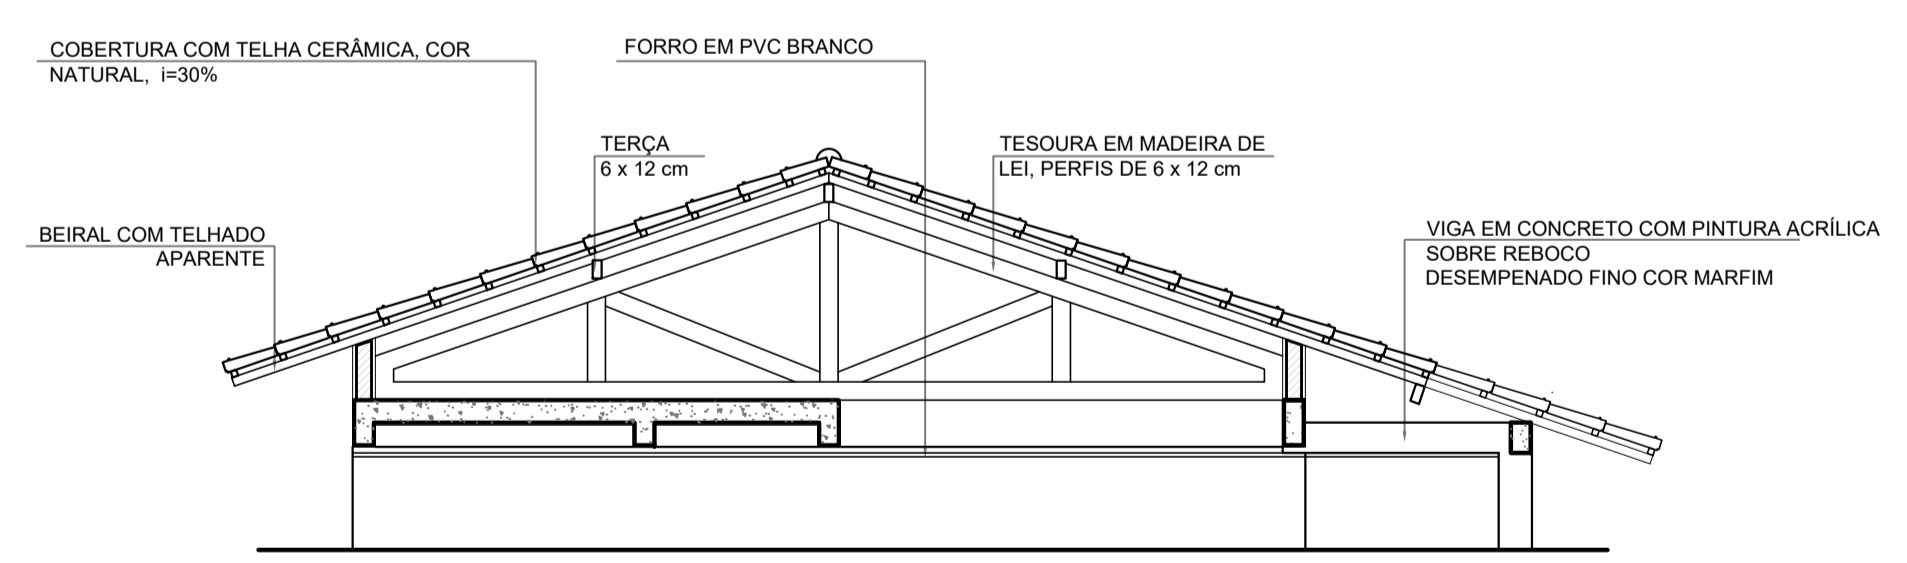 COBERTURA COM TELHA CERÂMICA, COR
NATURAL, i=30%
FORRO EM PVC BRANCO
TERÇA
6 x 12 cm
TESOURA EM MADEIRA DE
LEI, PERFIS DE 6 x 12 cm
BEIRAL COM TELHADO
APARENTE
VIGA EM CONCRETO COM PINTURA ACRÍLICA
SOBRE REBOCO
DESEMPENADO FINO COR MARFIM